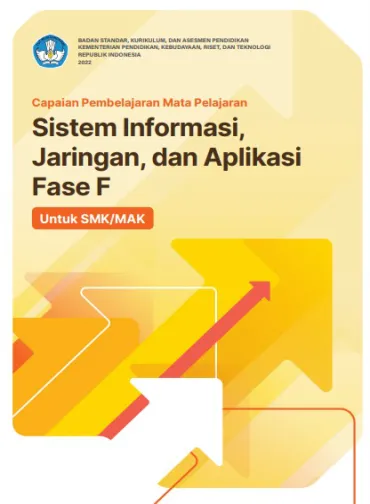 BADAN STANDAR, KURIKULUM, DAN ASESMEN PENDIDIKAN
KEMENTERIAN PENDIDIKAN, KEBUDAYAAN, RISET, DAN TEKNOLOGI
REPUBLIK INDONESIA
2022
Capaian Pembelajaran Mata Pelajaran
Sistem Informasi,
Jaringan, dan Aplikasi
Fase F
Untuk SMK/MAK